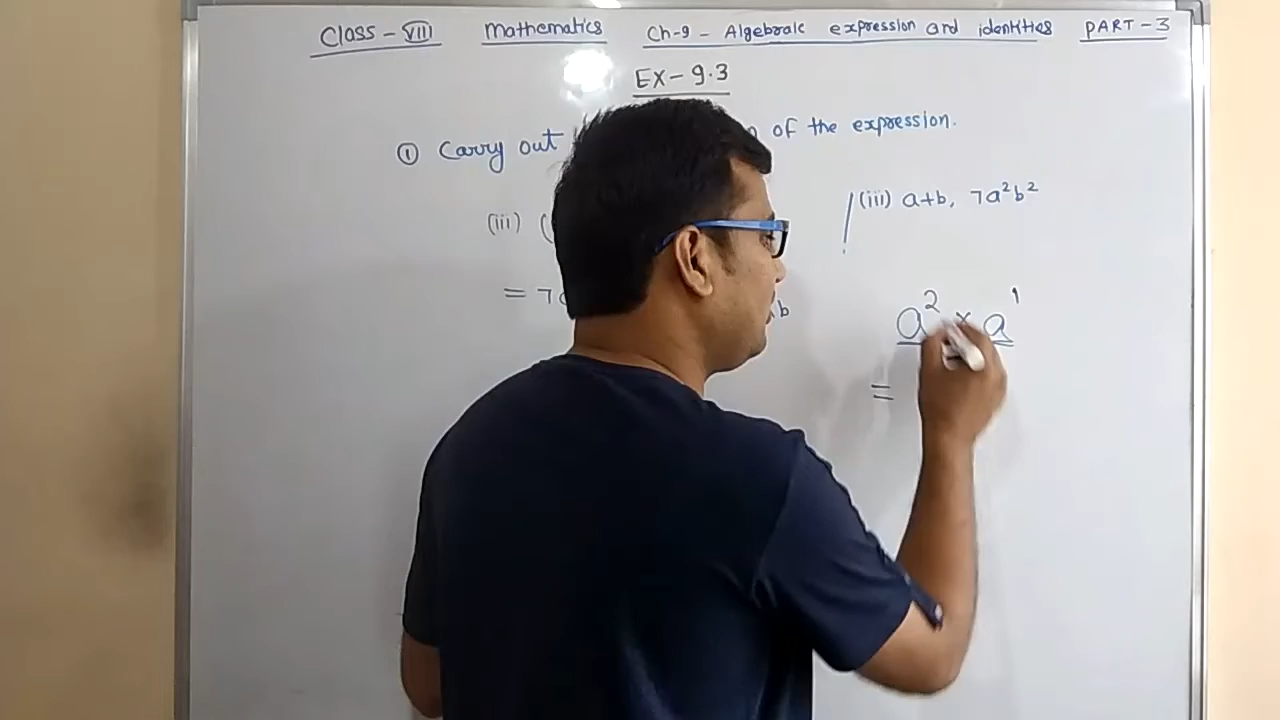 Class - VIII Mathematics Ch-9 - Algebraic expression and identities PART - 3
EX - 9.3
① Carry out of the expression.
(iii) a+b, 7a²b²
(iii) (
= 7
b
a² × a¹
=